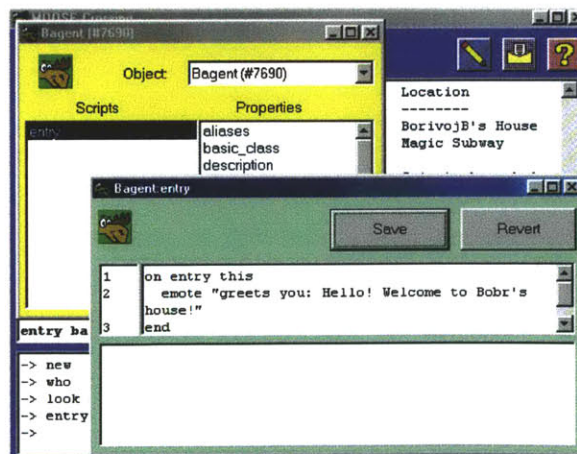 MOOSE Crossing
Bagent (#7690)
Object:
Bagent (#7690)
Scripts
Properties
entry
aliases
basic_class
description
Location
--------
BorivojB's House
Magic Subway
Bagent:entry
Save
Revert
1 on entry this
2 emote "greets you: Hello! Welcome to Bobr's
house!"
3 end
entry ba
-> new
-> who
-> look
-> entry
->